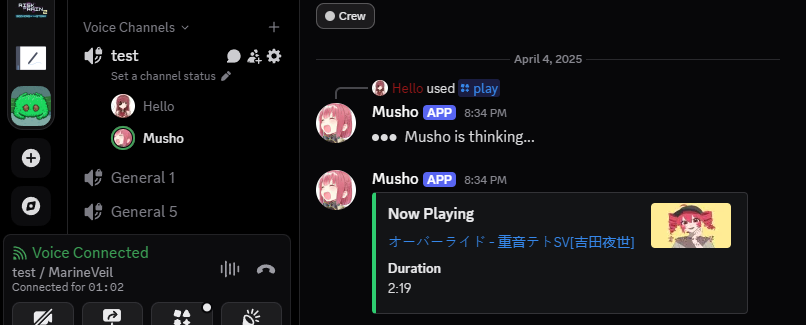 RISK
RAIN 2
Voice Channels
test
Set a channel status
Hello
Musho
General 1
General 5
Voice Connected
test / MarineVeil
Connected for 01:02
Crew
April 4, 2025
Hello used play
Musho APP 8:34 PM
Musho is thinking...
Musho APP 8:34 PM
Now Playing
オーバーライド - 重音テトSV[吉田夜世]
Duration
2:19